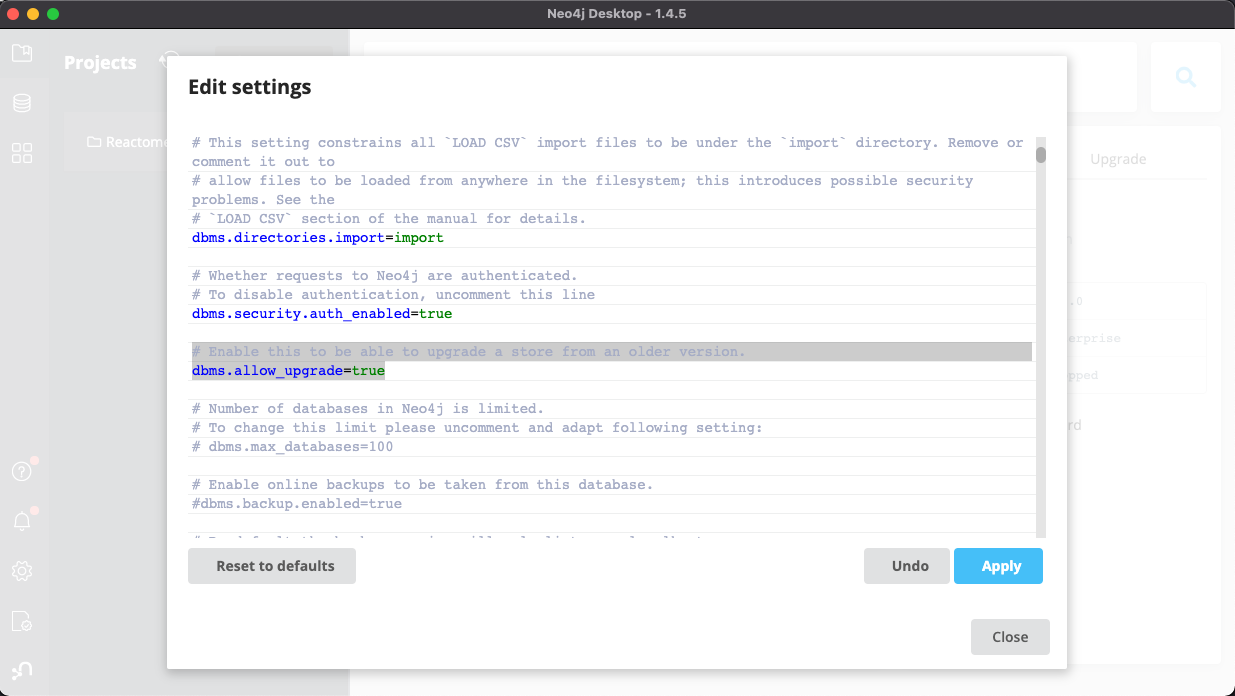 Neo4j Desktop - 1.4.5
Projects
Reactome
Upgrade
.0
erprise
pped
rd
Edit settings
# This setting constrains all `LOAD CSV` import files to be under the `import` directory. Remove or
comment it out to
# allow files to be loaded from anywhere in the filesystem; this introduces possible security
problems. See the
# `LOAD CSV` section of the manual for details.
dbms.directories.import=import
# Whether requests to Neo4j are authenticated.
# To disable authentication, uncomment this line
dbms.security.auth_enabled=true
# Enable this to be able to upgrade a store from an older version.
dbms.allow_upgrade=true
# Number of databases in Neo4j is limited.
# To change this limit please uncomment and adapt following setting:
# dbms.max_databases=100
# Enable online backups to be taken from this database.
#dbms.backup.enabled=true
Reset to defaults
Undo
Apply
Close